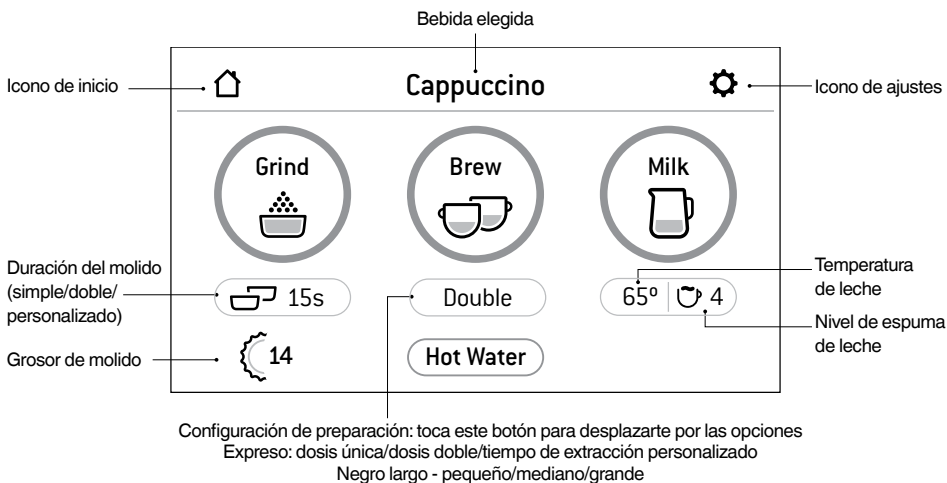 Bebida elegida
Icono de inicio
Cappuccino
Icono de ajustes
Grind
Brew
Milk
Duración del molido
(simple/doble/
personalizado)
15s
Double
65º
4
Temperatura
de leche
Nivel de espuma
de leche
Grosor de molido
14
Hot Water
Configuración de preparación: toca este botón para desplazarte por las opciones
Expreso: dosis única/dosis doble/tiempo de extracción personalizado
Negro largo - pequeño/mediano/grande